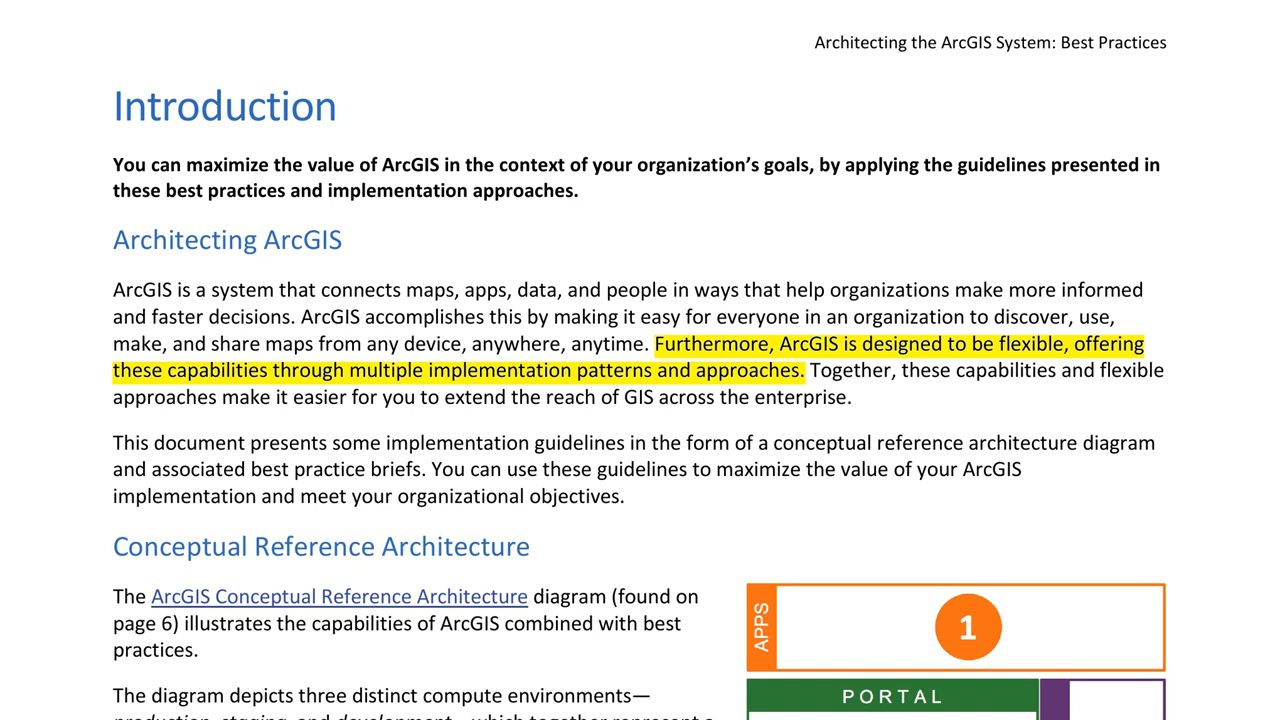 Architecting the ArcGIS System: Best Practices
Introduction
You can maximize the value of ArcGIS in the context of your organization’s goals, by applying the guidelines presented in
these best practices and implementation approaches.
Architecting ArcGIS
ArcGIS is a system that connects maps, apps, data, and people in ways that help organizations make more informed
and faster decisions. ArcGIS accomplishes this by making it easy for everyone in an organization to discover, use,
make, and share maps from any device, anywhere, anytime. Furthermore, ArcGIS is designed to be flexible, offering
these capabilities through multiple implementation patterns and approaches. Together, these capabilities and flexible
approaches make it easier for you to extend the reach of GIS across the enterprise.
This document presents some implementation guidelines in the form of a conceptual reference architecture diagram
and associated best practice briefs. You can use these guidelines to maximize the value of your ArcGIS
implementation and meet your organizational objectives.
Conceptual Reference Architecture
The ArcGIS Conceptual Reference Architecture diagram (found on
page 6) illustrates the capabilities of ArcGIS combined with best
practices.
The diagram depicts three distinct compute environments—
production, staging, and development—which together represent a
APPS
1
PORTAL